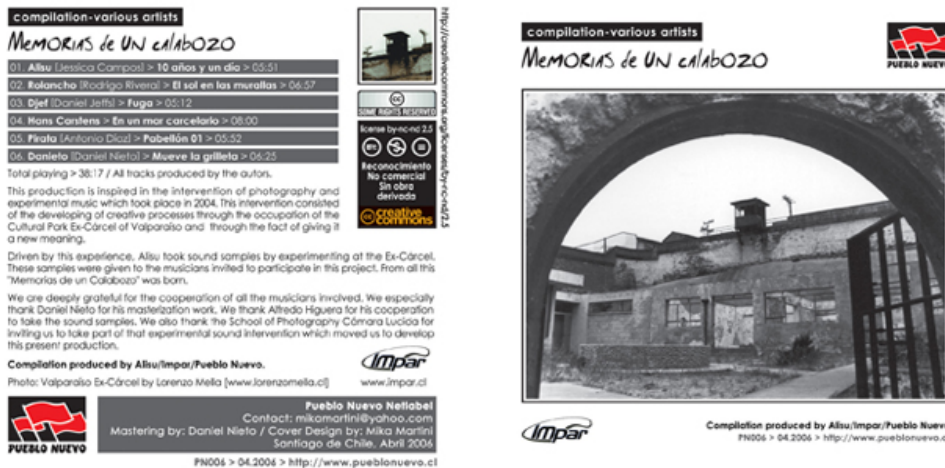 compilation-various artists
MEMORIAS de UN calabozo
01. Alisu [Jessica Campos] > 10 años y un día > 05:51
02. Rolancho [Rodrigo Rivera] > El sol en las murallas > 06:57
03. Djef [Daniel Jeffs] > Fuga > 05:12
04. Hans Carstens > En un mar carcelario > 08:00
05. Pirata [Antonio Díaz] > Pabellón 01 > 05:52
06. Danieto [Daniel Nieto] > Mueve la grilleta > 06:25
Total playing > 38:17 / All tracks produced by the autors.
This production is inspired in the intervention of photography and
experimental music which took place in 2004. This intervention consisted
of the developing of creative processes through the occupation of the
Cultural Park Ex-Cárcel of Valparaíso and through the fact of giving it
a new meaning.
Driven by this experience, Alisu took sound samples by experimenting at the Ex-Cárcel.
These samples were given to the musicians invited to participate in this project. From all this
"Memorias de un Calabozo" was born.
We are deeply grateful for the cooperation of all the musicians involved. We especially
thank Daniel Nieto for his masterization work. We thank Alfredo Higuera for his cooperation
to take the sound samples. We also thank the School of Photography Cámara Lucida for
inviting us to take part of that experimental sound intervention which moved us to develop
this present production.
Compilation produced by Alisu/Impar/Pueblo Nuevo.
Photo: Valparaíso Ex-Cárcel by Lorenzo Mella [www.lorenzomella.cl]
Impar
www.impar.cl
cc
SOME RIGHTS RESERVED
license by-nc-nd 2.5
Reconocimiento
No comercial
Sin obra
derivada
cc creative
commons
http://creativecommons.org/licenses/by-nc-nd/2.5
PUEBLO NUEVO
Pueblo Nuevo Netlabel
Contact: mikamartini@yahoo.com
Mastering by: Daniel Nieto / Cover Design by: Mika Martini
Santiago de Chile, Abril 2006
PN006 > 04.2006 > http://www.pueblonuevo.cl
compilation-various artists
MEMORIAS de UN calabozo
PUEBLO NUEV
Impar
Compilation produced by Alisu/Impar/Pueblo Nuev
PN006 > 04.2006 > http://www.pueblonuevo.c